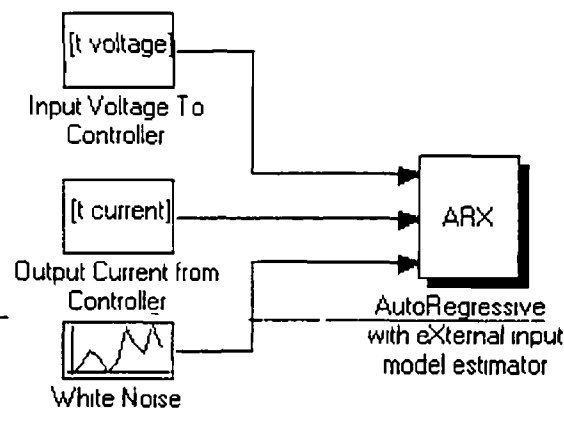 [t voltage]
Input Voltage To
Controller
[t current]
Output Current from
Controller
White Noise
ARX
AutoRegressive
with eXternal input
model estimator